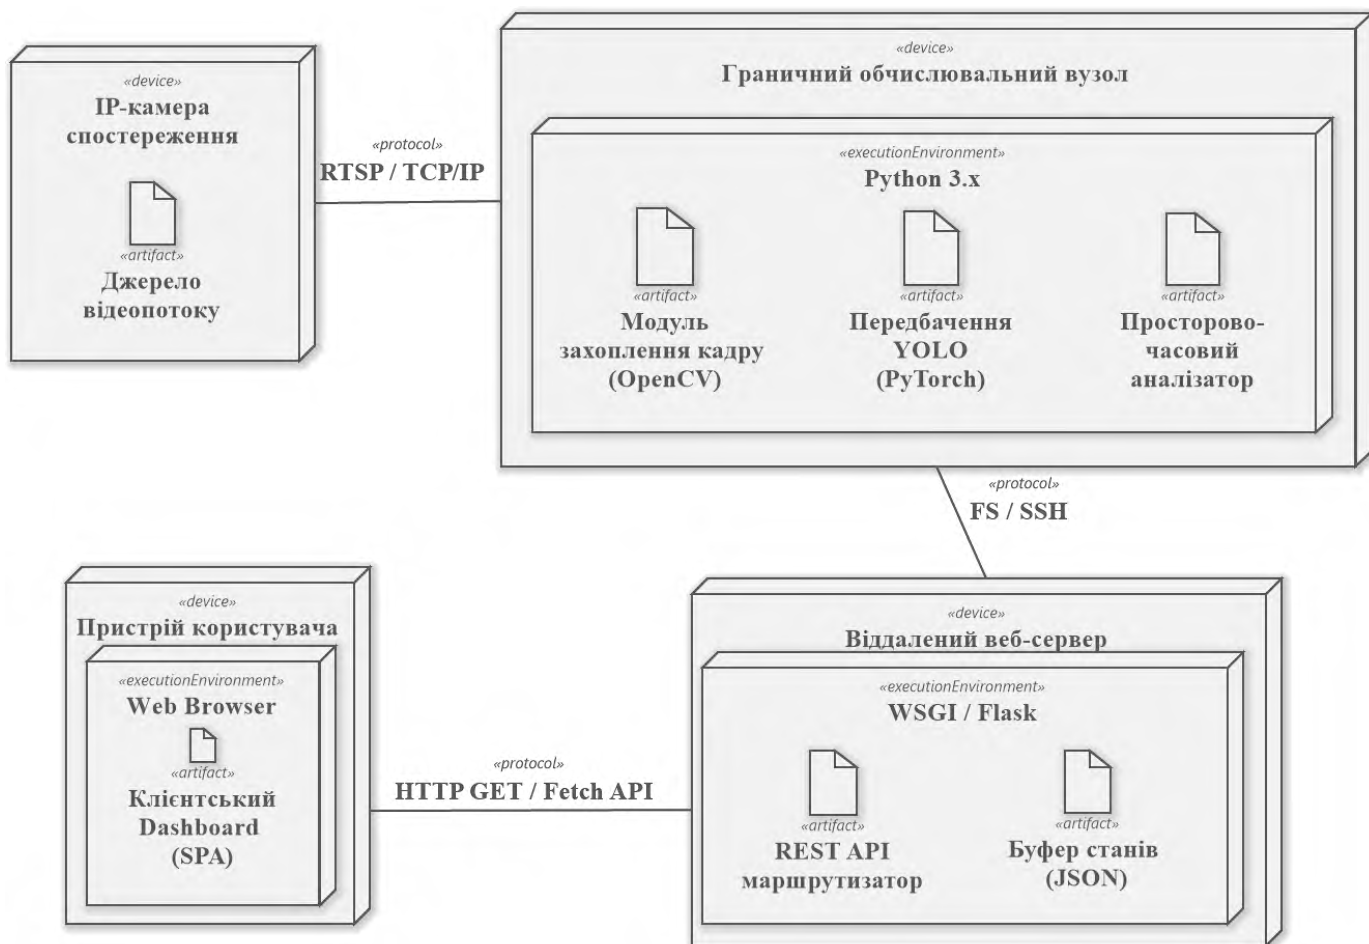 «device»
IP-камера
спостереження
«artifact»
Джерело
відеопотоку
«protocol»
RTSP / TCP/IP
«device»
Граничний обчислювальний вузол
«executionEnvironment»
Python 3.x
«artifact»
Модуль
захоплення кадру
(OpenCV)
«artifact»
Передбачення
YOLO
(PyTorch)
«artifact»
Просторово-
часовий
аналізатор
«protocol»
FS / SSH
«device»
Пристрій користувача
«executionEnvironment»
Web Browser
«artifact»
Клієнтський
Dashboard
(SPA)
«protocol»
HTTP GET / Fetch API
«device»
Віддалений веб-сервер
«executionEnvironment»
WSGI / Flask
«artifact»
REST API
маршрутизатор
«artifact»
Буфер станів
(JSON)